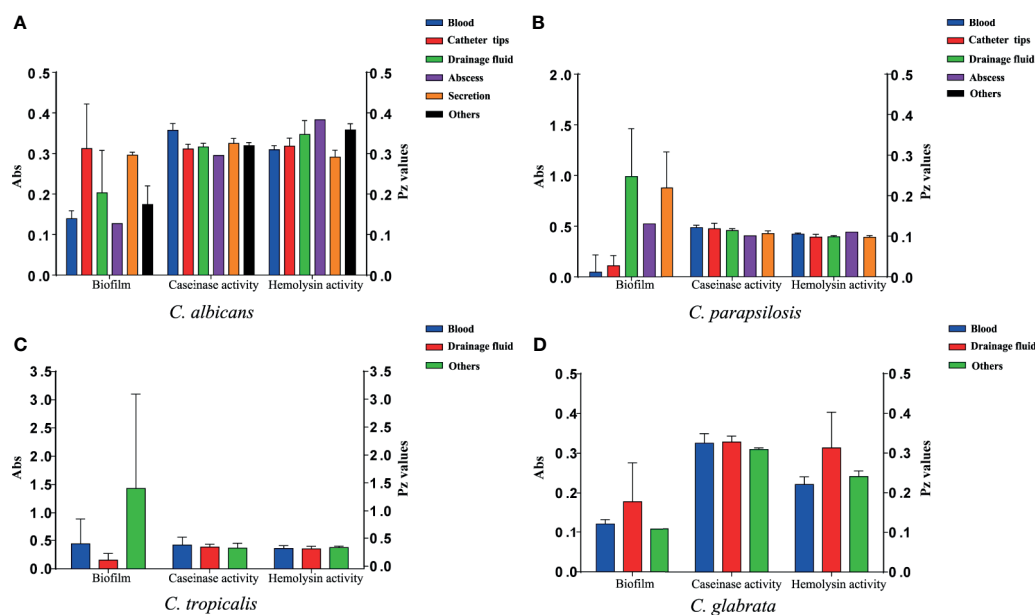 A
Blood
Catheter tips
Drainage fluid
Abscess
Secretion
Others
0.5
0.4
0.3
0.2
0.1
0.0
Abs
0.5
0.4
0.3
0.2
0.1
0.0
Pz values
Biofilm Caseinase activity Hemolysin activity
C. albicans
B
Blood
Catheter tips
Drainage fluid
Abscess
Others
2.0
1.5
1.0
0.5
0.0
Abs
0.5
0.4
0.3
0.2
0.1
0.0
Pz values
Biofilm Caseinase activity Hemolysin activity
C. parapsilosis
C
Blood
Drainage fluid
Others
3.5
3.0
2.5
2.0
1.5
1.0
0.5
0.0
Abs
3.5
3.0
2.5
2.0
1.5
1.0
0.5
0.0
Pz values
Biofilm Caseinase activity Hemolysin activity
C. tropicalis
D
Blood
Drainage fluid
Others
0.5
0.4
0.3
0.2
0.1
0.0
Abs
0.5
0.4
0.3
0.2
0.1
0.0
Pz values
Biofilm Caseinase activity Hemolysin activity
C. glabrata